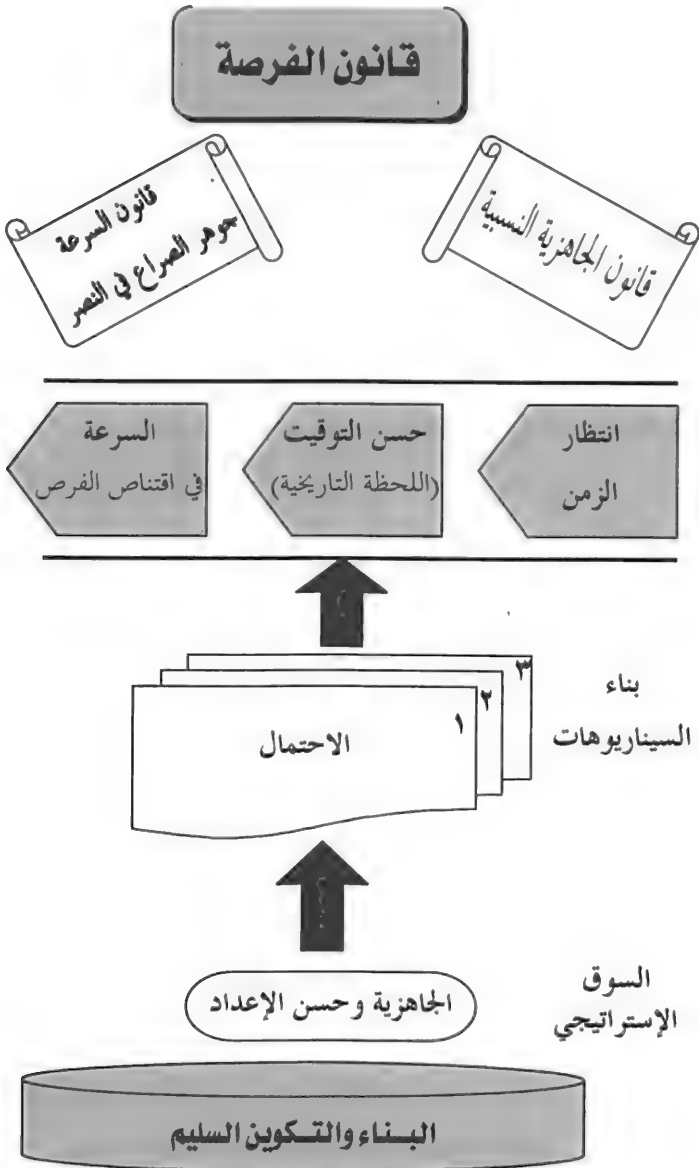 قانون الفرصة
قانون الجاهزية النسبية
قانون السرعة
جوهر الصراع في النصر
انتظار
الزمن
حسن التوقيت
(اللحظة التاريخية)
السرعة
في اقتناص الفرص
بناء
السيناريوهات
١
٢
٣
الاحتمال
السوق
الإستراتيجي
الجاهزية وحسن الإعداد
البناء والتكوين السليم